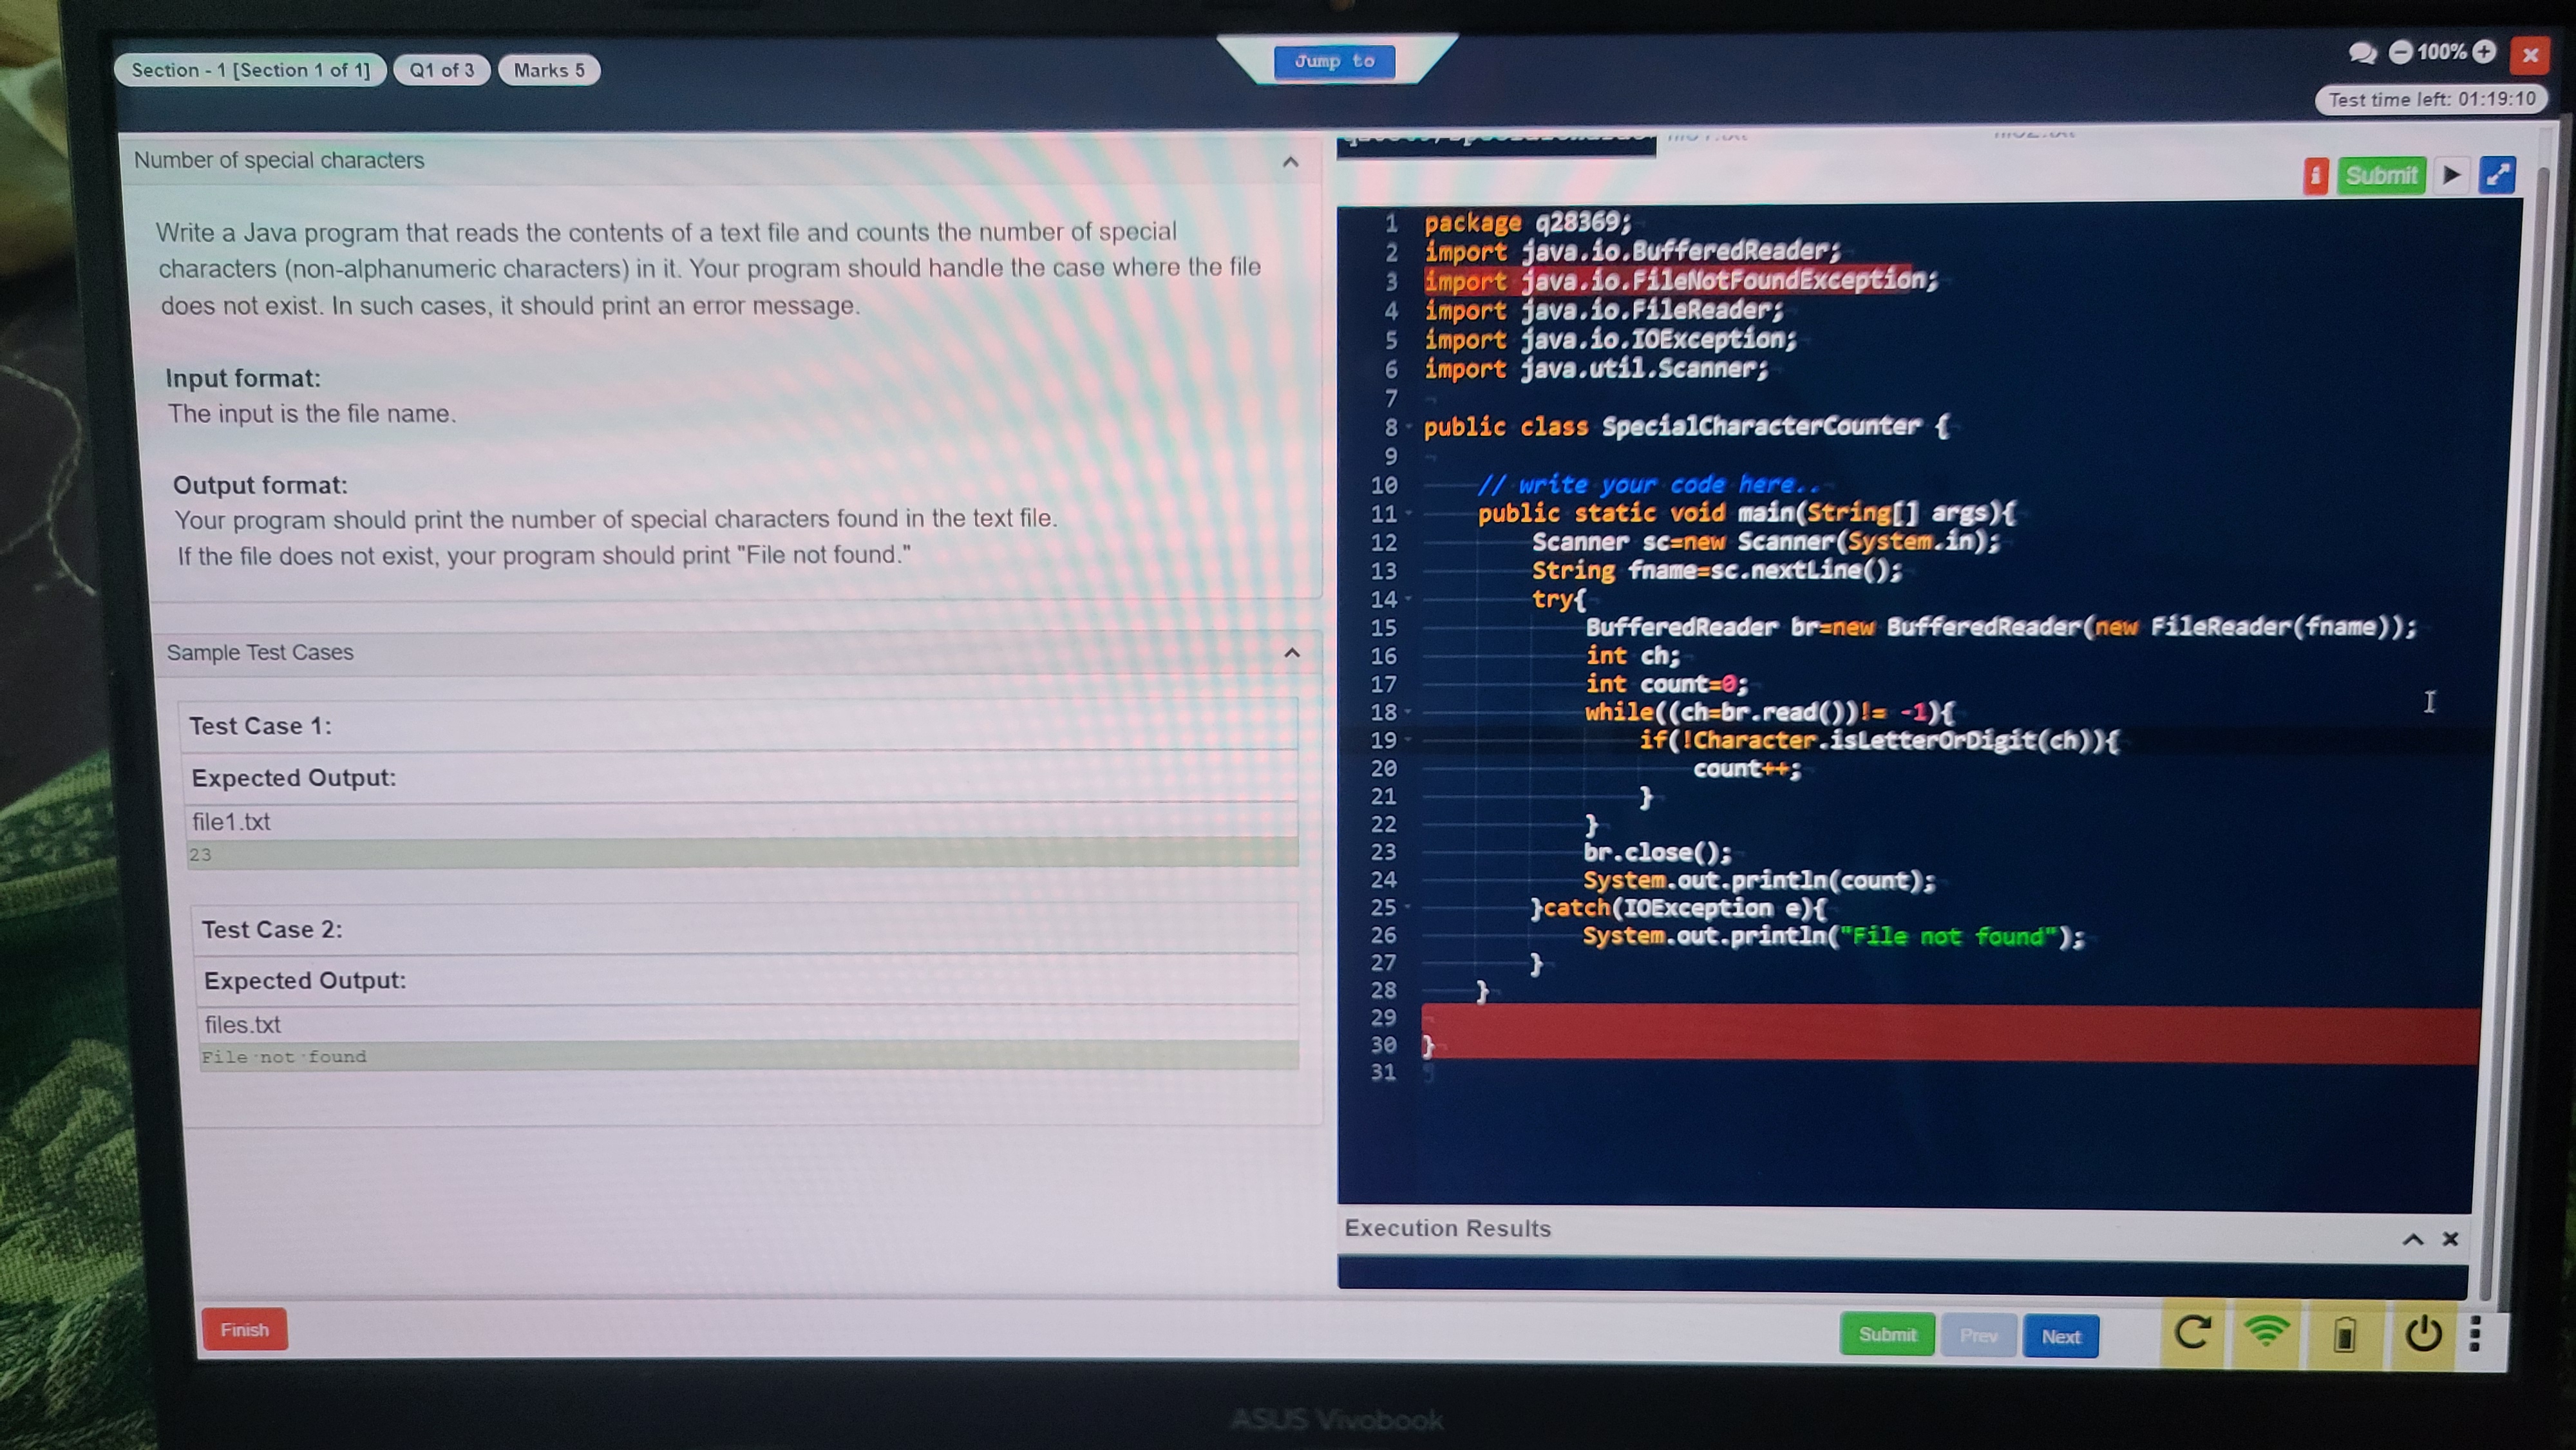 Section - 1 [Section 1 of 1] Q1 of 3 Marks 5
Jump to
100%
Test time left: 01:19:10
Number of special characters
Write a Java program that reads the contents of a text file and counts the number of special
characters (non-alphanumeric characters) in it. Your program should handle the case where the file
does not exist. In such cases, it should print an error message.
Input format:
The input is the file name.
Output format:
Your program should print the number of special characters found in the text file.
If the file does not exist, your program should print "File not found."
Sample Test Cases
Test Case 1:
Expected Output:
file1.txt
23
Test Case 2:
Expected Output:
files.txt
File not found
Submit
1 package q28369;
2 import java.io.BufferedReader;
3 import java.io.FileNotFoundException;
4 import java.io.FileReader;
5 import java.io.IOException;
6 import java.util.Scanner;
7
8 public class SpecialCharacterCounter {
9
10 // write your code here..
11 public static void main(String[] args){
12 Scanner sc=new Scanner(System.in);
13 String fname=sc.nextLine();
14 try{
15 BufferedReader br=new BufferedReader(new FileReader(fname));
16 int ch;
17 int count=0;
18 while((ch=br.read())!= -1){
19 if(!Character.isLetterOrDigit(ch)){
20 count++;
21 }
22 }
23 br.close();
24 System.out.println(count);
25 }catch(IOException e){
26 System.out.println("File not found");
27 }
28 }
29
30 }
31
Execution Results
Finish
Submit Prev Next
ASUS Vivobook